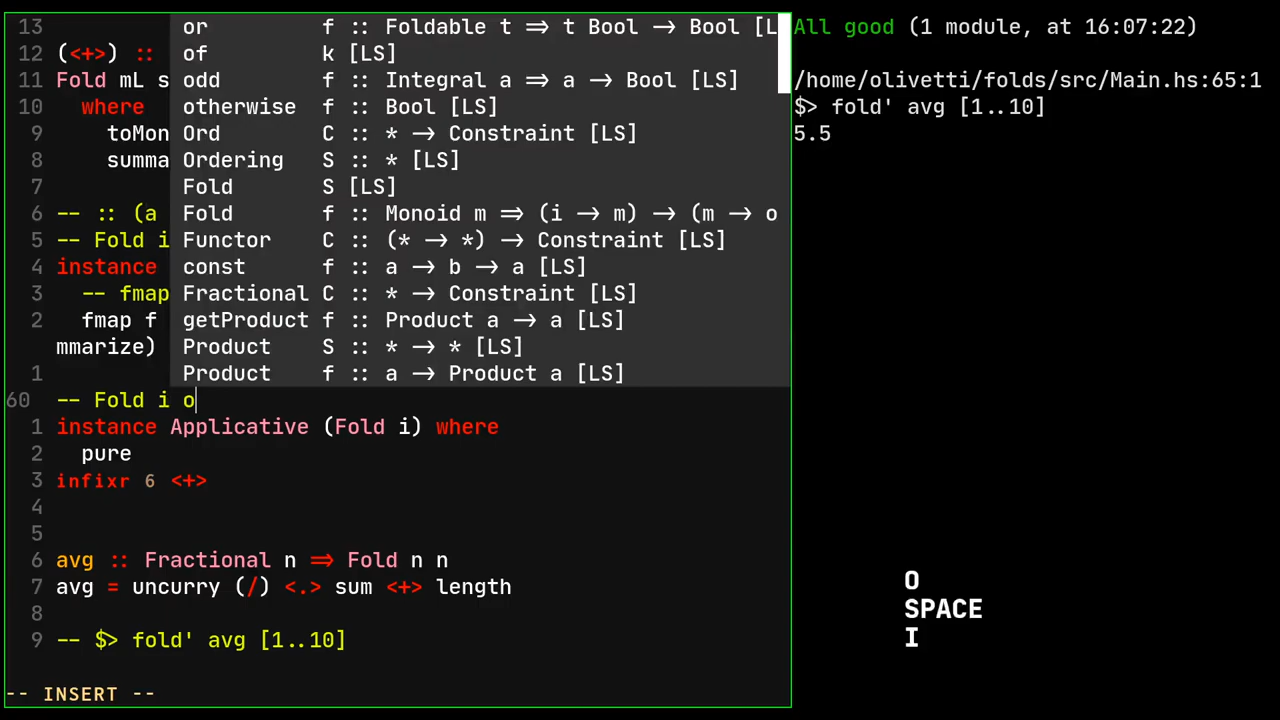 13 or f :: Foldable t => t Bool -> Bool [L
12 (<+>) :: of k [LS]
11 Fold mL s odd f :: Integral a => a -> Bool [LS]
10 where otherwise f :: Bool [LS]
9 toMon Ord C :: * -> Constraint [LS]
8 summa Ordering S :: * [LS]
7 Fold S [LS]
6 -- :: (a Fold f :: Monoid m => (i -> m) -> (m -> o
5 -- Fold i Functor C :: (* -> *) -> Constraint [LS]
4 instance const f :: a -> b -> a [LS]
3 -- fmap Fractional C :: * -> Constraint [LS]
2 fmap f getProduct f :: Product a -> a [LS]
mmarize) Product S :: * -> * [LS]
1 Product f :: a -> Product a [LS]
60 -- Fold i o
1 instance Applicative (Fold i) where
2 pure
3 infixr 6 <+>
4
5
6 avg :: Fractional n => Fold n n
7 avg = uncurry (/) <.> sum <+> length
8
9 -- $> fold' avg [1..10]
-- INSERT --
All good (1 module, at 16:07:22)
/home/olivetti/folds/src/Main.hs:65:1
$> fold' avg [1..10]
5.5
O
SPACE
I